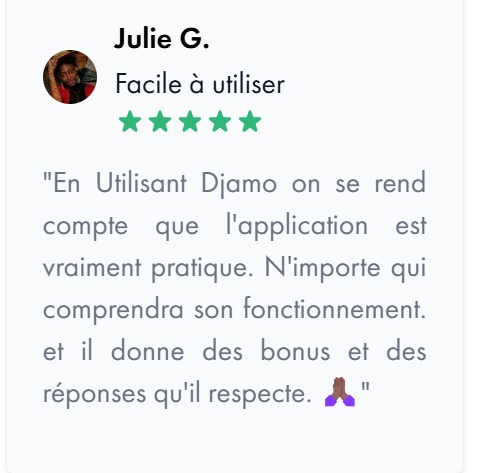 Julie G.
Facile à utiliser
"En Utilisant Djamo on se rend
compte que l'application est
vraiment pratique. N'importe qui
comprendra son fonctionnement.
et il donne des bonus et des
réponses qu'il respecte. 🙏🏾"